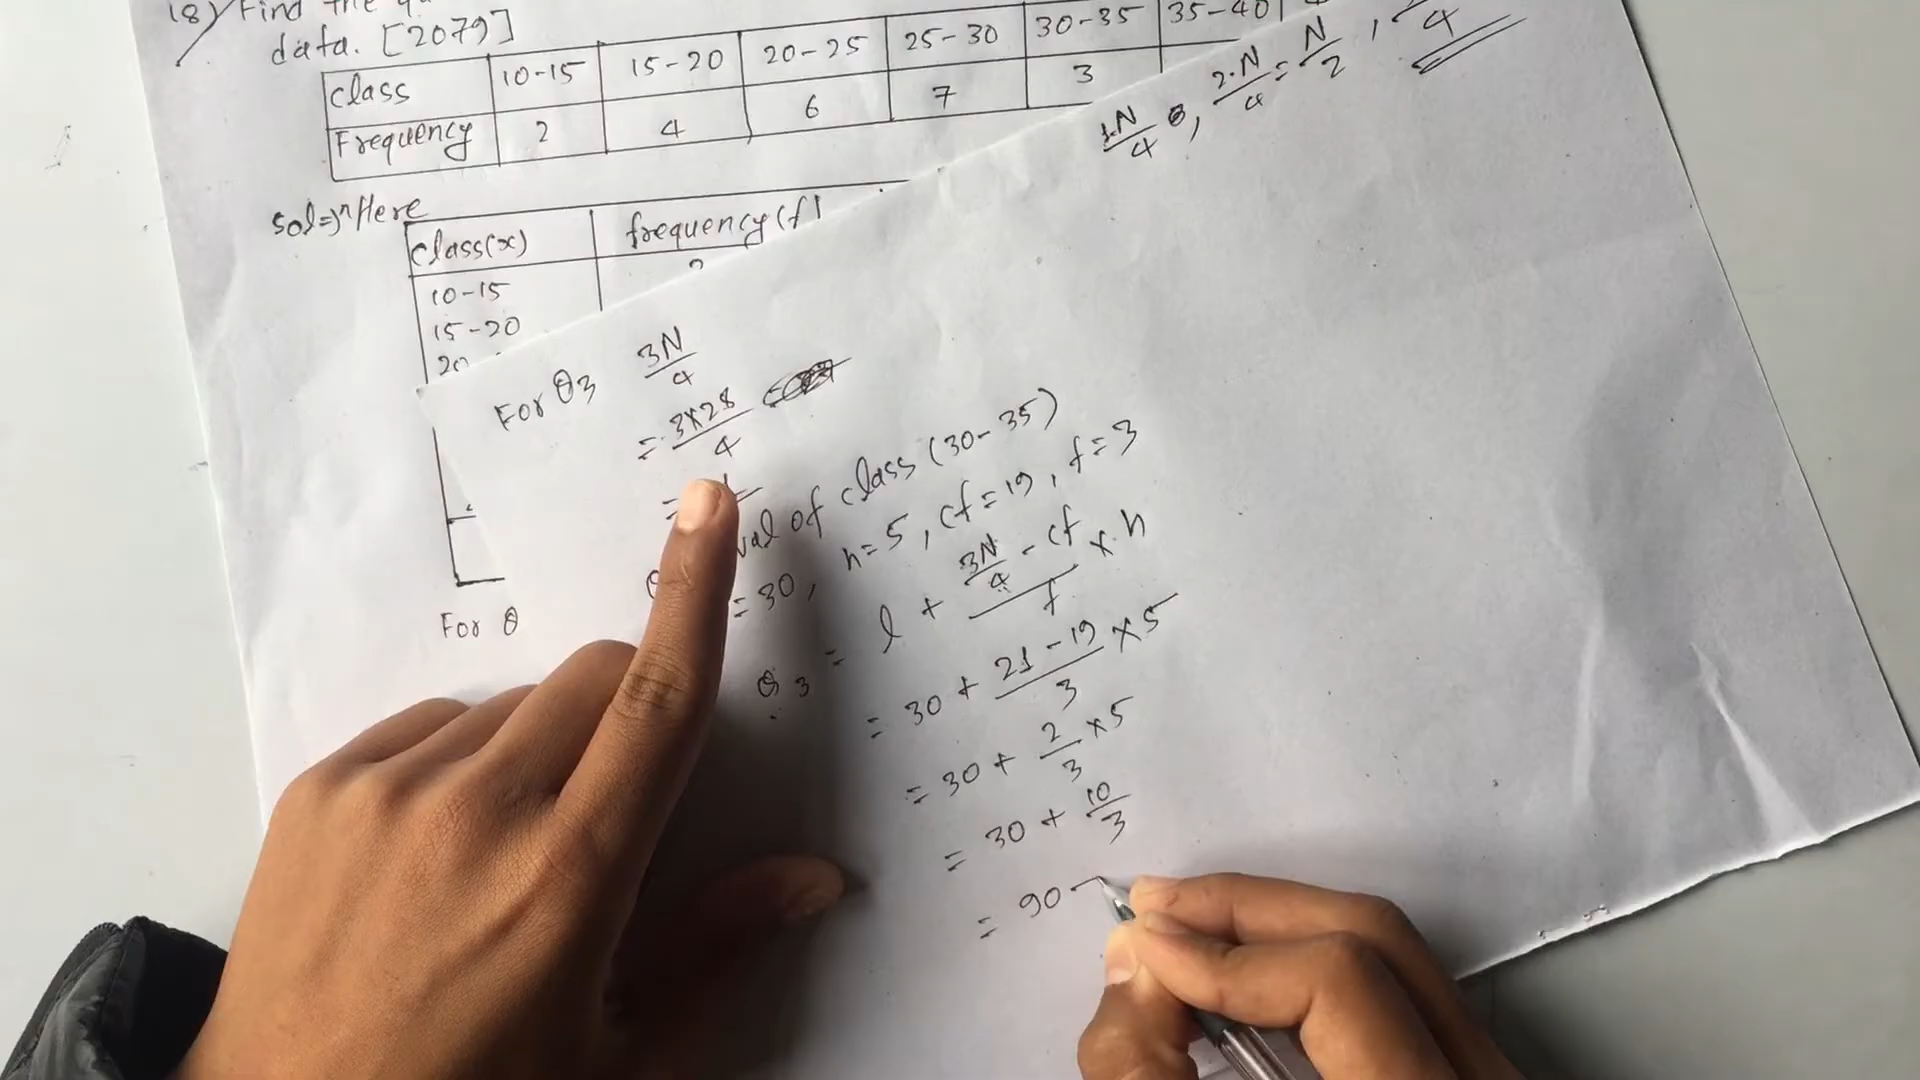 18) Find the
data. [2079]
class 10-15 15-20 20-25 25-30 30-35 35-40
Frequency 2 4 6 7 3
1.N/4, 2.N/4 = N/2,
4
Sol=)ⁿ Here
class(x) frequency (f)
10-15
15-20
20
For Q3 3N/4
= 3×28/4
=
val of class (30-35)
= 30, h=5, cf=19, f=3
Q3 = l + (3N/4 - cf)/f × h
= 30 + (21-19)/3 ×5
= 30 + 2/3 ×5
= 30 + 10/3
= 90
For Q